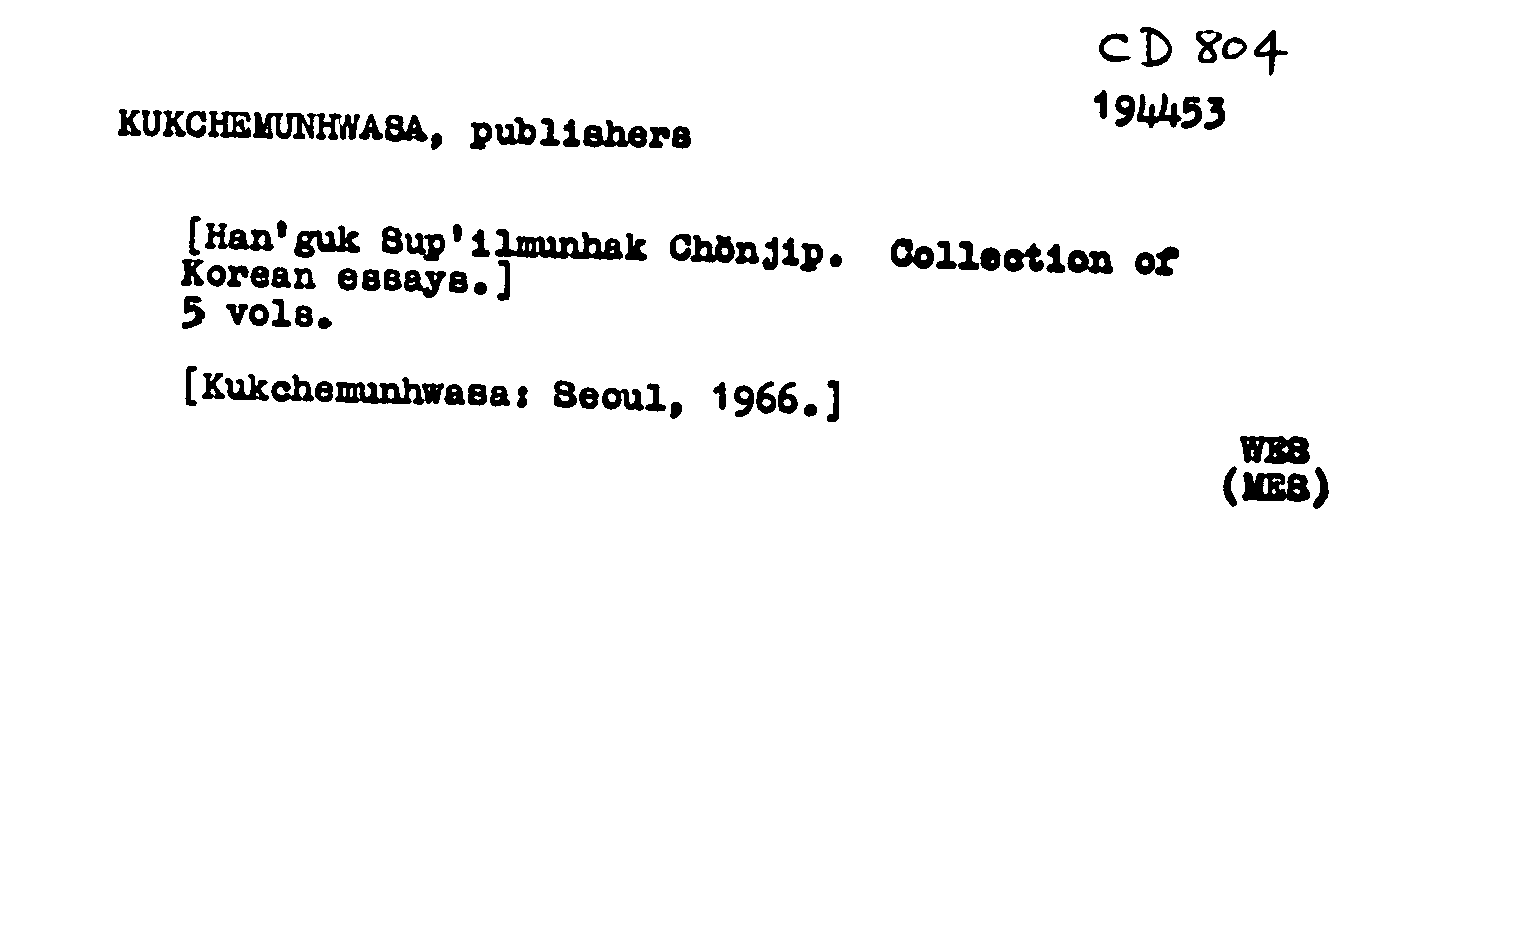 CD 804
194453
KUKCHEMUNHWASA, publishers
[Han'guk Sup'ilmunhak Chŏnjip.  Collection of
Korean essays.]
5 vols.
[Kukchemunhwasa: Seoul, 1966.]
WES
(MES)